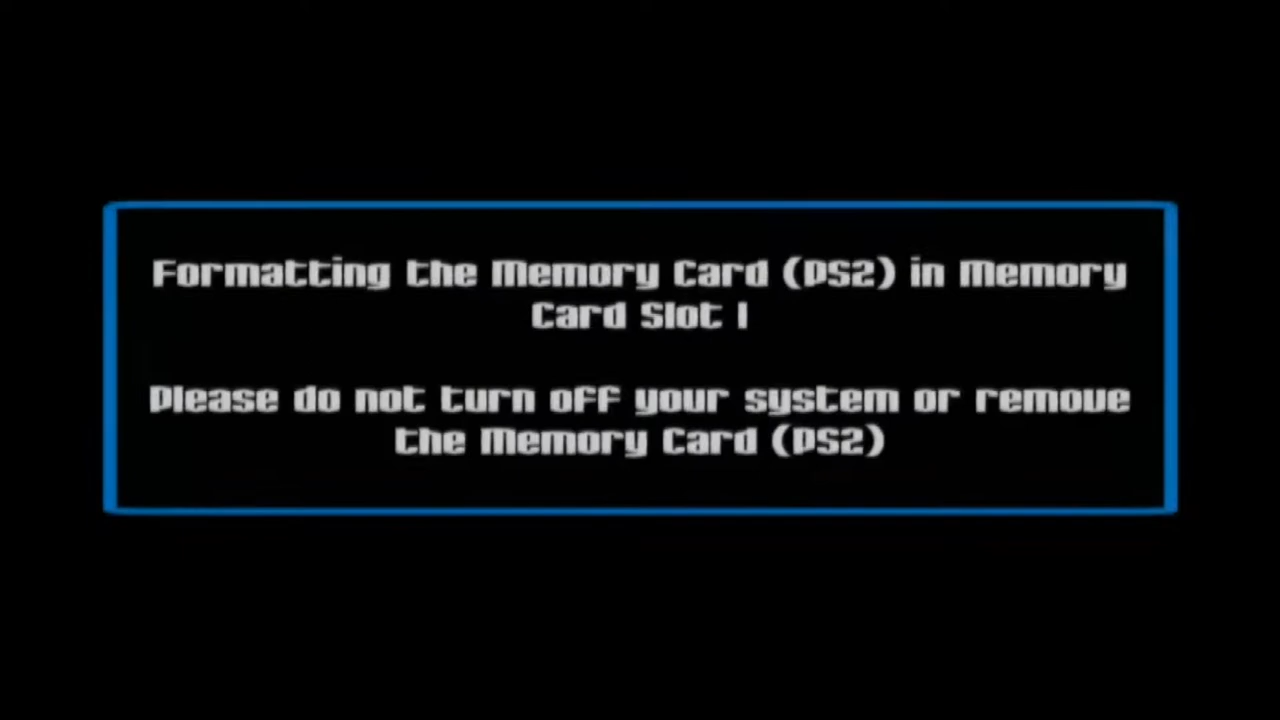 Formatting the Memory Card (PS2) in Memory
Card Slot 1
Please do not turn off your system or remove
the Memory Card (PS2)